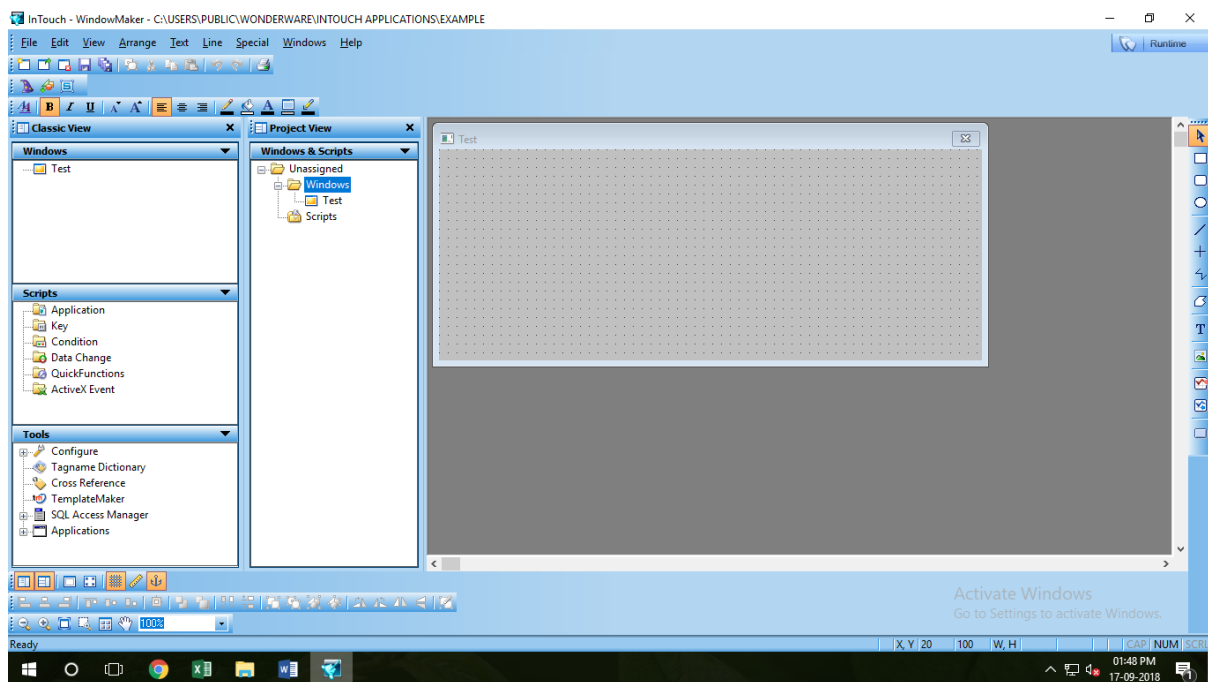 InTouch - WindowMaker - C:\USERS\PUBLIC\WONDERWARE\INTOUCH APPLICATIONS\EXAMPLE
File Edit View Arrange Text Line Special Windows Help
Runtime
Classic View
Project View
Test
Windows
Windows & Scripts
Test
Unassigned
Windows
Test
Scripts
Scripts
Application
Key
Condition
Data Change
QuickFunctions
ActiveX Event
Tools
Configure
Tagname Dictionary
Cross Reference
TemplateMaker
SQL Access Manager
Applications
100%
Activate Windows
Go to Settings to activate Windows.
Ready
X, Y 20 100 W, H CAP NUM SCRL
01:48 PM
17-09-2018